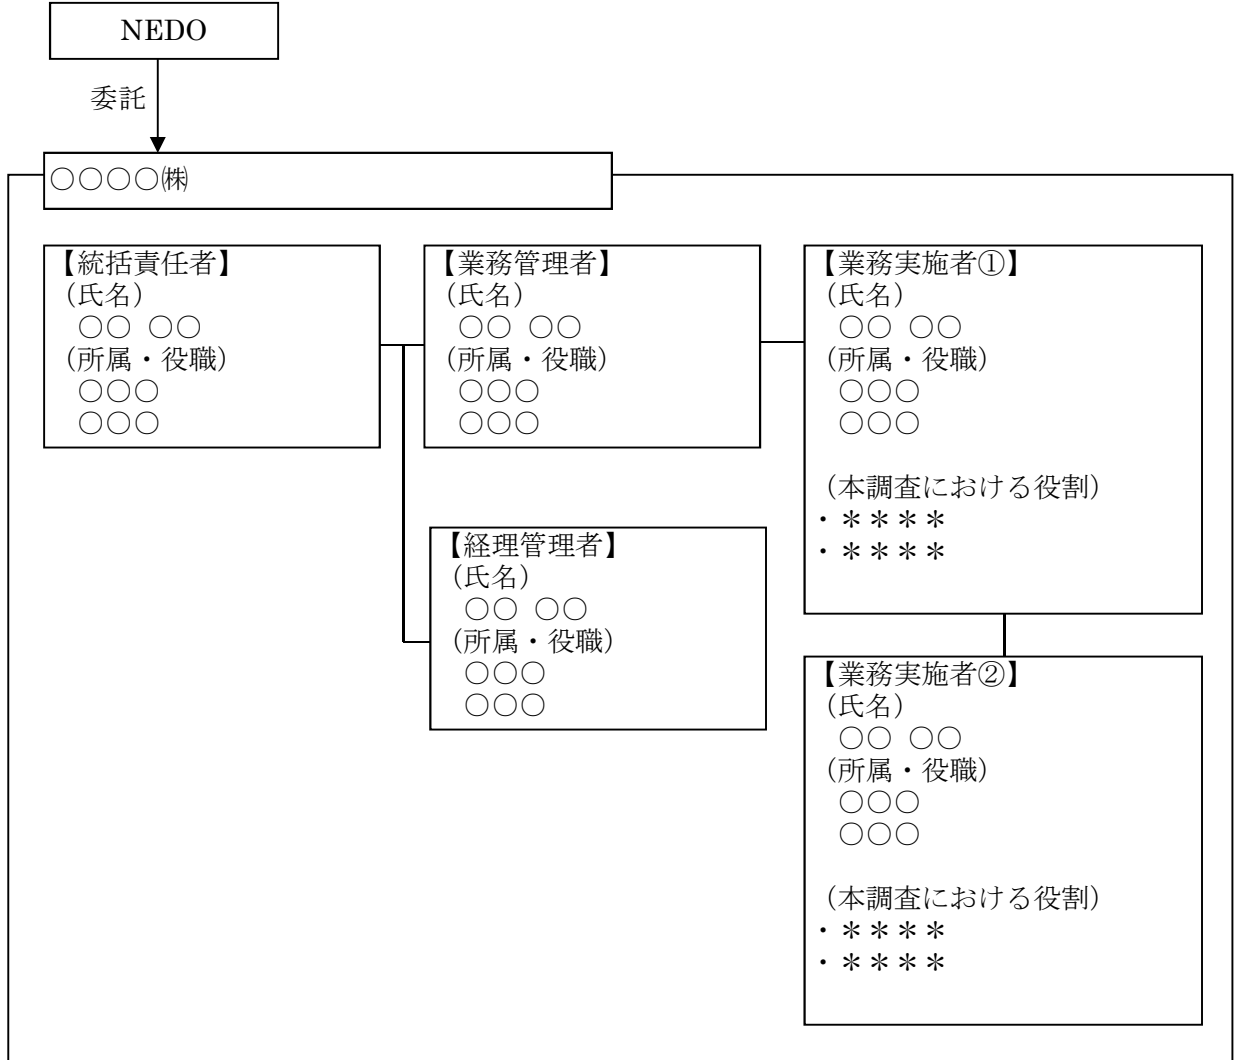 NEDO
委託
○○○○㈱
【統括責任者】
（氏名）
○○ ○○
（所属・役職）
○○○
○○○
【業務管理者】
（氏名）
○○ ○○
（所属・役職）
○○○
○○○
【経理管理者】
（氏名）
○○ ○○
（所属・役職）
○○○
○○○
【業務実施者①】
（氏名）
○○ ○○
（所属・役職）
○○○
○○○
（本調査における役割）
・＊＊＊＊
・＊＊＊＊
【業務実施者②】
（氏名）
○○ ○○
（所属・役職）
○○○
○○○
（本調査における役割）
・＊＊＊＊
・＊＊＊＊